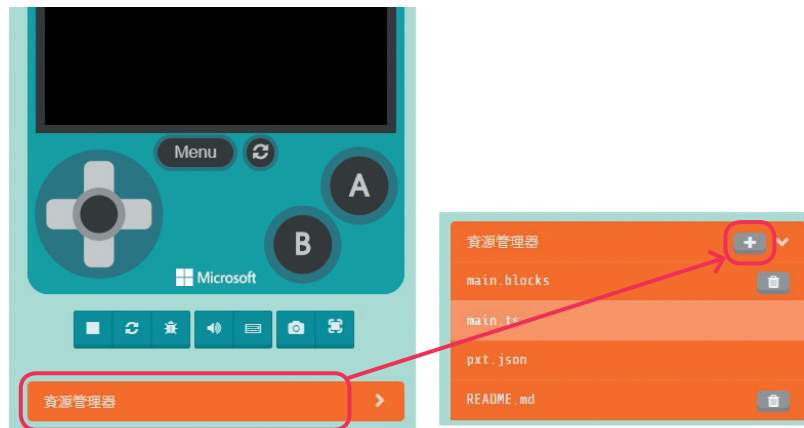 Menu
A
B
Microsoft
資源管理器
資源管理器
main.blocks
main.ts
pxt.json
README.md